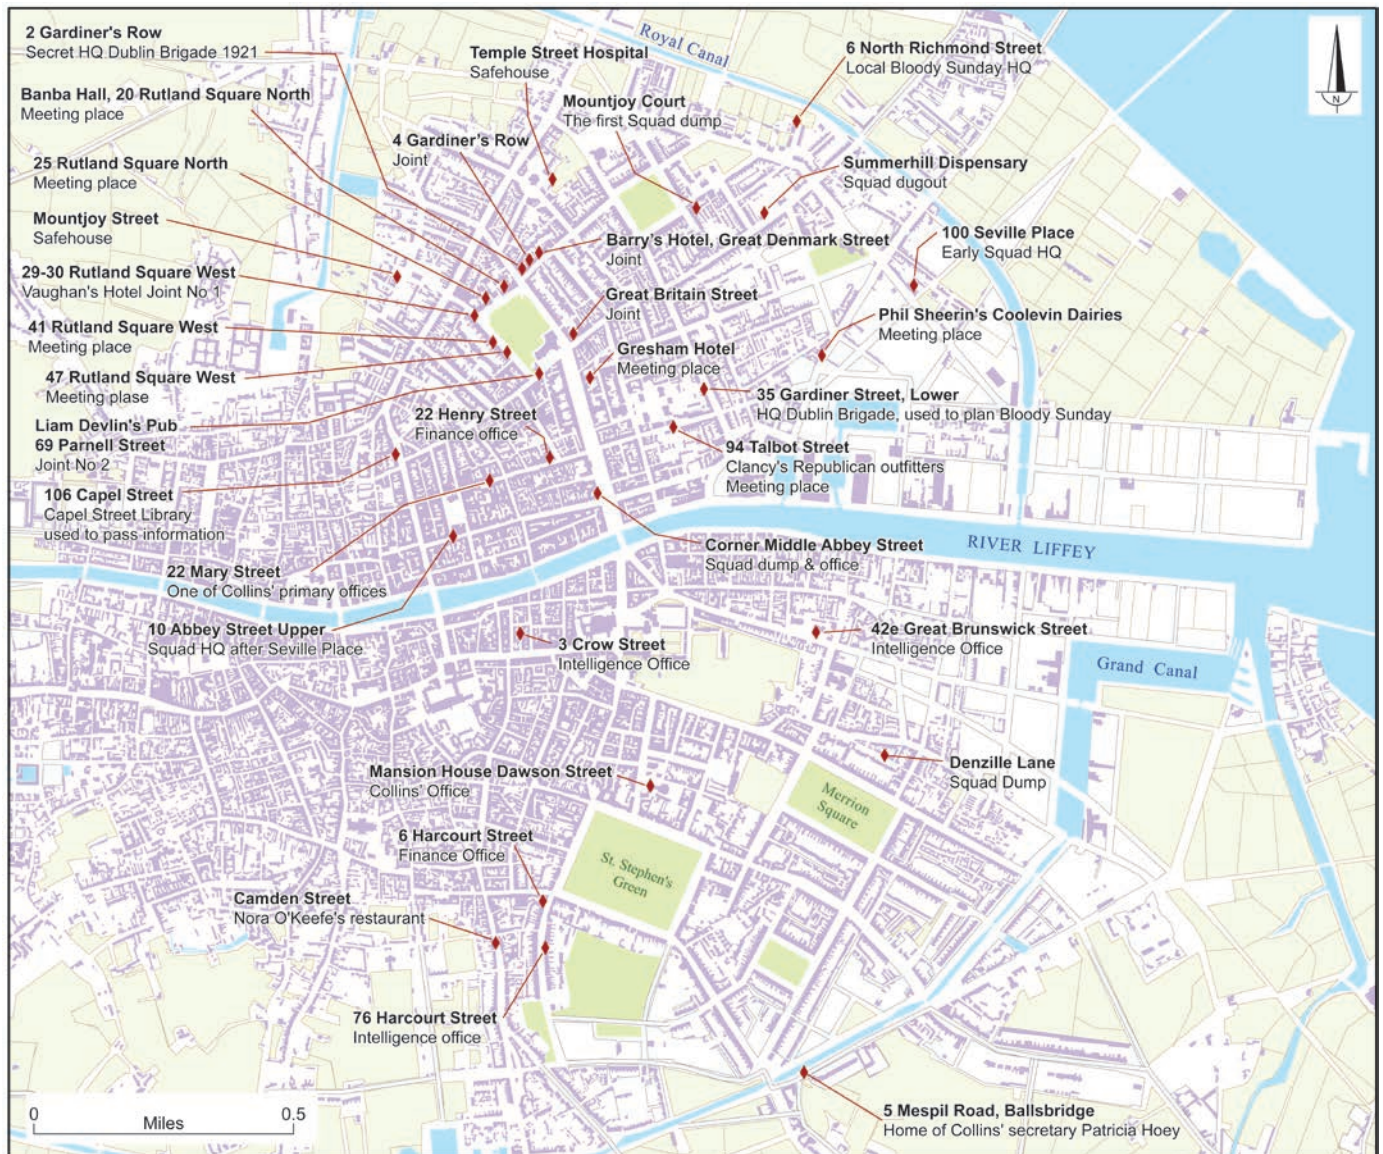 2 Gardiner's Row
Secret HQ Dublin Brigade 1921
Banba Hall, 20 Rutland Square North
Meeting place
25 Rutland Square North
Meeting place
Mountjoy Street
Safehouse
29-30 Rutland Square West
Vaughan's Hotel Joint No 1
41 Rutland Square West
Meeting place
47 Rutland Square West
Meeting plase
Liam Devlin's Pub
69 Parnell Street
Joint No 2
106 Capel Street
Capel Street Library
used to pass information
22 Mary Street
One of Collins' primary offices
10 Abbey Street Upper
Squad HQ after Seville Place
Temple Street Hospital
Safehouse
Mountjoy Court
The first Squad dump
4 Gardiner's Row
Joint
22 Henry Street
Finance office
Royal Canal
6 North Richmond Street
Local Bloody Sunday HQ
N
Summerhill Dispensary
Squad dugout
100 Seville Place
Early Squad HQ
Barry's Hotel, Great Denmark Street
Joint
Great Britain Street
Joint
Phil Sheerin's Coolevin Dairies
Meeting place
Gresham Hotel
Meeting place
35 Gardiner Street, Lower
HQ Dublin Brigade, used to plan Bloody Sunday
94 Talbot Street
Clancy's Republican outfitters
Meeting place
Corner Middle Abbey Street
Squad dump & office
RIVER LIFFEY
3 Crow Street
Intelligence Office
42e Great Brunswick Street
Intelligence Office
Grand Canal
Mansion House Dawson Street
Collins' Office
Denzille Lane
Squad Dump
Merrion
Square
6 Harcourt Street
Finance Office
St. Stephen's
Green
Camden Street
Nora O'Keefe's restaurant
76 Harcourt Street
Intelligence office
5 Mespil Road, Ballsbridge
Home of Collins' secretary Patricia Hoey
0 0.5
Miles